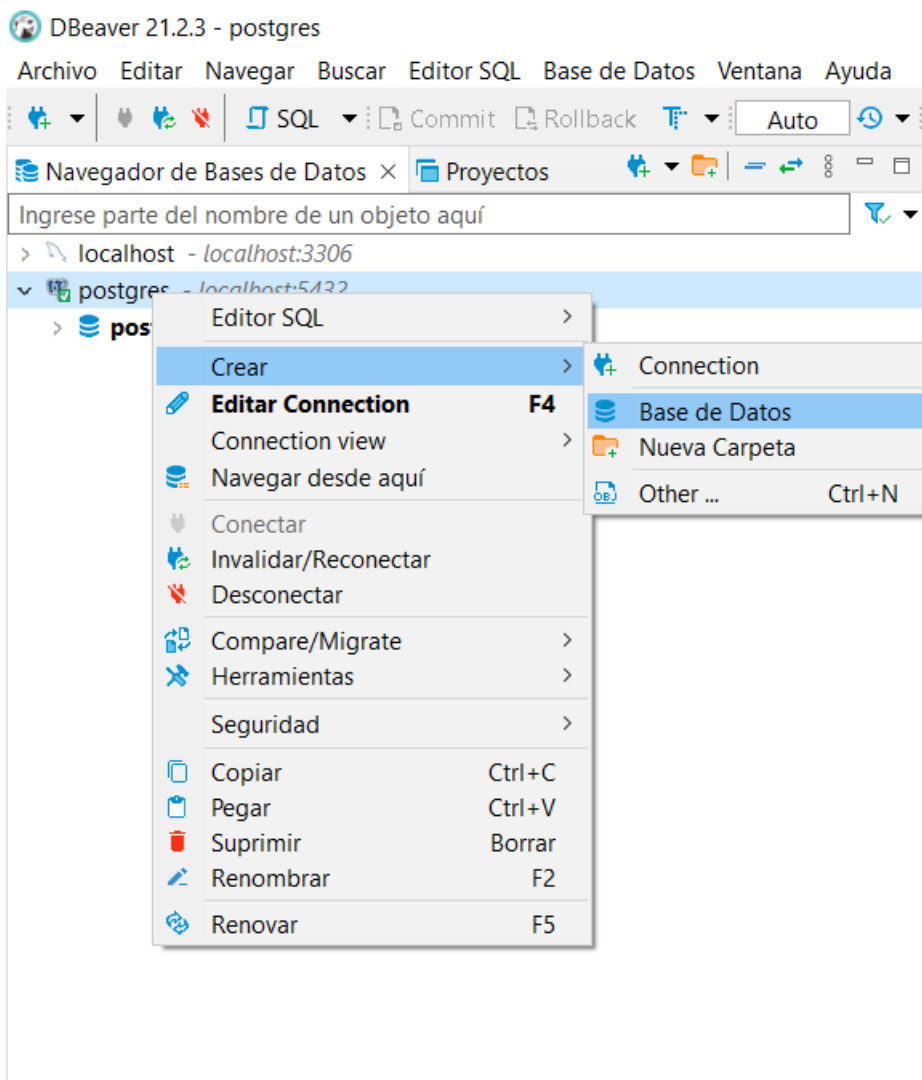 DBeaver 21.2.3 - postgres
Archivo Editar Navegar Buscar Editor SQL Base de Datos Ventana Ayuda
SQL Commit Rollback Auto
Navegador de Bases de Datos Proyectos
Ingrese parte del nombre de un objeto aquí
localhost - localhost:3306
postgres - localhost:5432
pos
Editor SQL
Crear
Connection
Editar Connection F4
Base de Datos
Connection view
Nueva Carpeta
Navegar desde aquí
Other ... Ctrl+N
Conectar
Invalidar/Reconectar
Desconectar
Compare/Migrate
Herramientas
Seguridad
Copiar Ctrl+C
Pegar Ctrl+V
Suprimir Borrar
Renombrar F2
Renovar F5